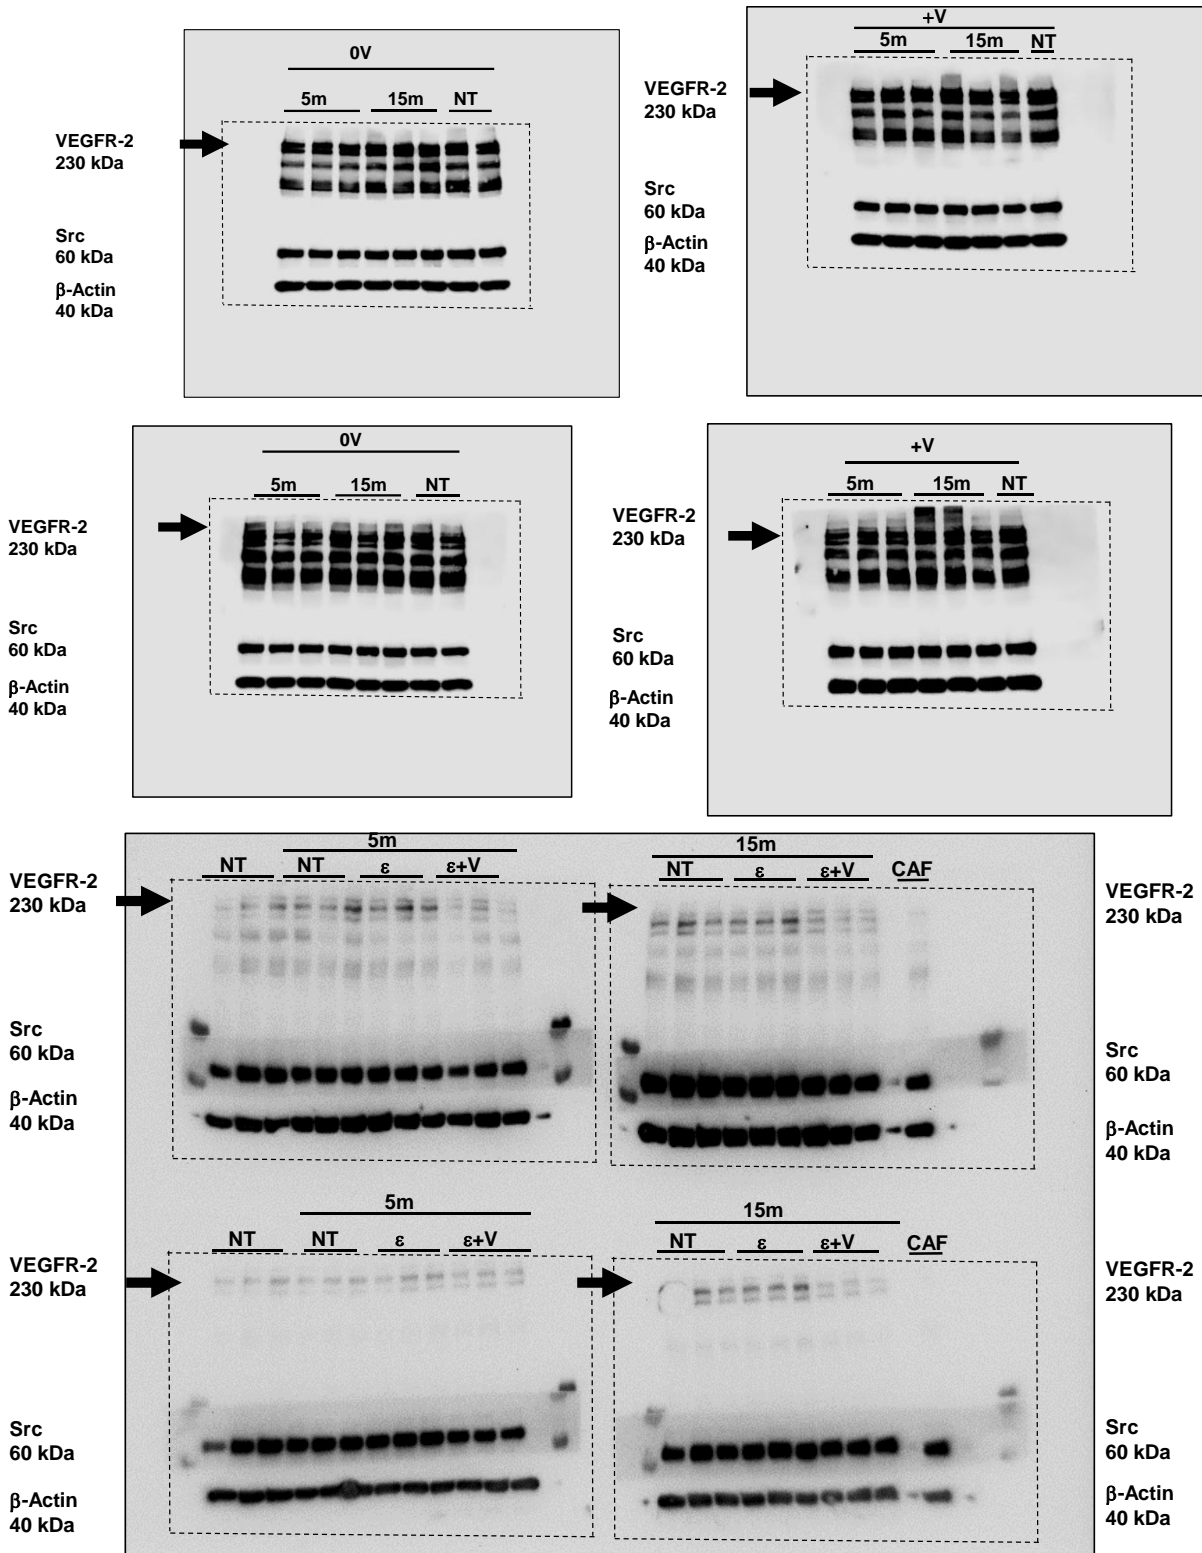 0V
5m 15m NT
VEGFR-2
230 kDa
Src
60 kDa
β-Actin
40 kDa
+V
5m 15m NT
VEGFR-2
230 kDa
Src
60 kDa
β-Actin
40 kDa
0V
5m 15m NT
VEGFR-2
230 kDa
Src
60 kDa
β-Actin
40 kDa
+V
5m 15m NT
VEGFR-2
230 kDa
Src
60 kDa
β-Actin
40 kDa
5m
NT NT ε ε+V
VEGFR-2
230 kDa
Src
60 kDa
β-Actin
40 kDa
15m
NT ε ε+V CAF
VEGFR-2
230 kDa
Src
60 kDa
β-Actin
40 kDa
5m
NT NT ε ε+V
VEGFR-2
230 kDa
Src
60 kDa
β-Actin
40 kDa
15m
NT ε ε+V CAF
VEGFR-2
230 kDa
Src
60 kDa
β-Actin
40 kDa